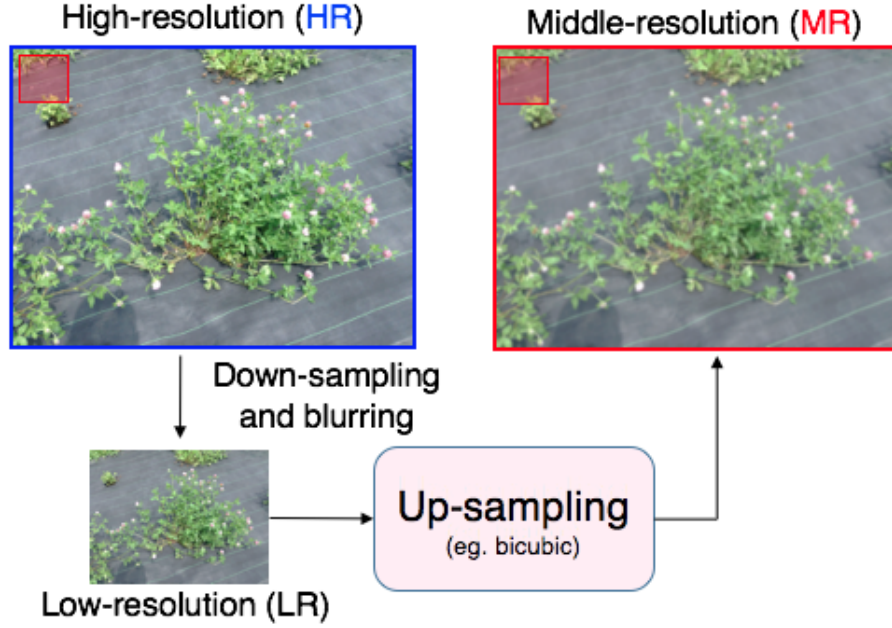 High-resolution (HR)
Middle-resolution (MR)
Down-sampling
and blurring
Up-sampling
(eg. bicubic)
Low-resolution (LR)